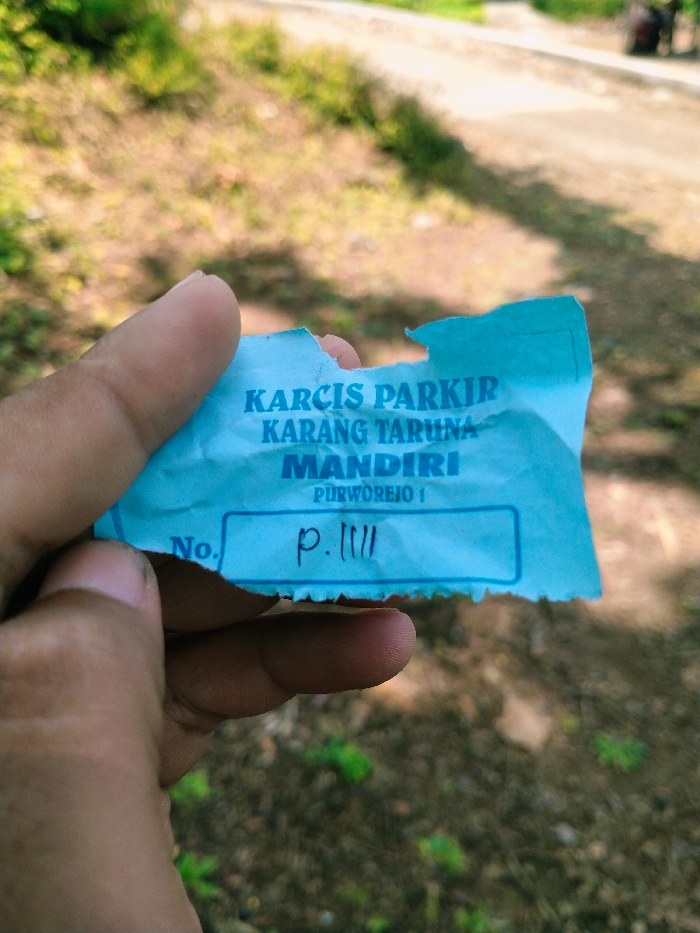 KARCIS PARKIR
KARANG TARUNA
MANDIRI
PURWOREJO 1
No. P.1111